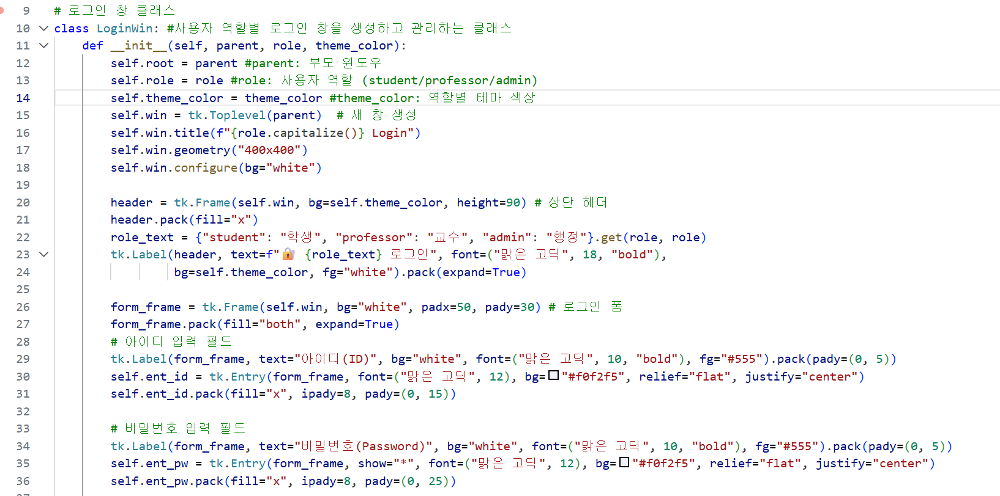 9 # 로그인 창 클래스
10 class LoginWin: #사용자 역할별 로그인 창을 생성하고 관리하는 클래스
11     def __init__(self, parent, role, theme_color):
12         self.root = parent #parent: 부모 윈도우
13         self.role = role #role: 사용자 역할 (student/professor/admin)
14         self.theme_color = theme_color #theme_color: 역할별 테마 색상
15         self.win = tk.Toplevel(parent)  # 새 창 생성
16         self.win.title(f"{role.capitalize()} Login")
17         self.win.geometry("400x400")
18         self.win.configure(bg="white")
19
20         header = tk.Frame(self.win, bg=self.theme_color, height=90) # 상단 헤더
21         header.pack(fill="x")
22         role_text = {"student": "학생", "professor": "교수", "admin": "행정"}.get(role, role)
23         tk.Label(header, text=f"🔐 {role_text} 로그인", font=("맑은 고딕", 18, "bold"),
24                  bg=self.theme_color, fg="white").pack(expand=True)
25
26         form_frame = tk.Frame(self.win, bg="white", padx=50, pady=30) # 로그인 폼
27         form_frame.pack(fill="both", expand=True)
28         # 아이디 입력 필드
29         tk.Label(form_frame, text="아이디(ID)", bg="white", font=("맑은 고딕", 10, "bold"), fg="#555").pack(pady=(0, 5))
30         self.ent_id = tk.Entry(form_frame, font=("맑은 고딕", 12), bg="#f0f2f5", relief="flat", justify="center")
31         self.ent_id.pack(fill="x", ipady=8, pady=(0, 15))
32
33         # 비밀번호 입력 필드
34         tk.Label(form_frame, text="비밀번호(Password)", bg="white", font=("맑은 고딕", 10, "bold"), fg="#555").pack(pady=(0, 5))
35         self.ent_pw = tk.Entry(form_frame, show="*", font=("맑은 고딕", 12), bg="#f0f2f5", relief="flat", justify="center")
36         self.ent_pw.pack(fill="x", ipady=8, pady=(0, 25))